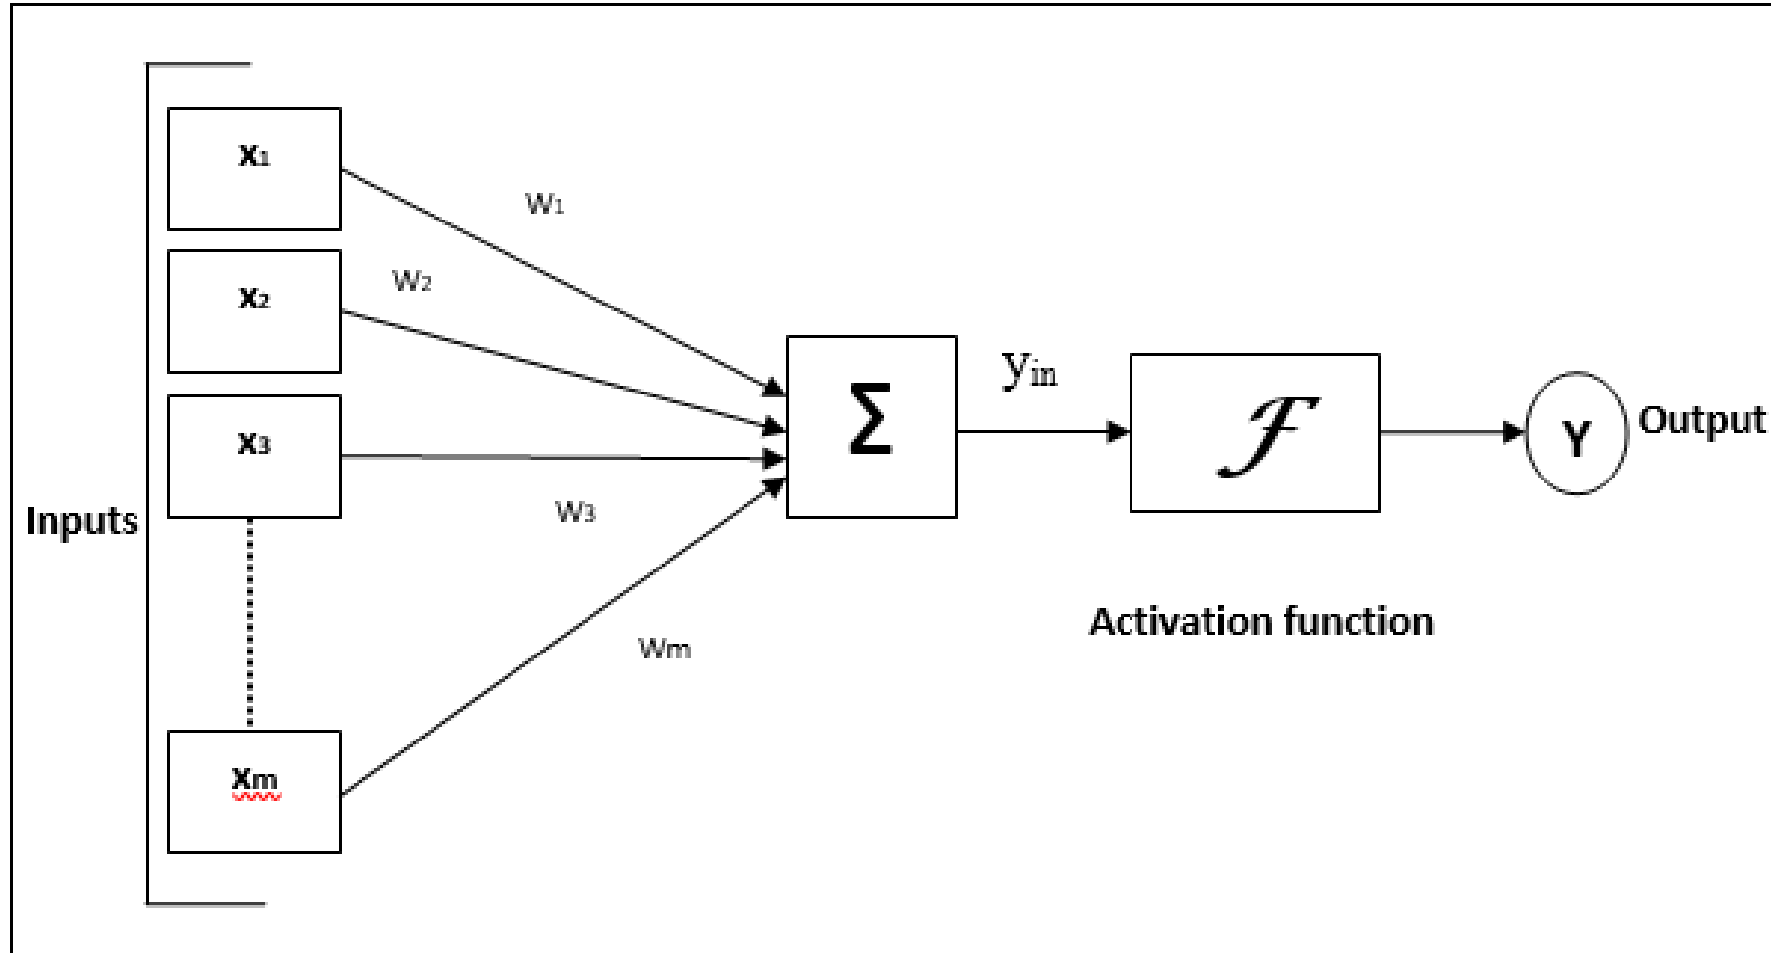 x1
w1
x2
w2
x3
w3
Inputs
xm
wm
Σ
yin
ℱ
Activation function
Y
Output